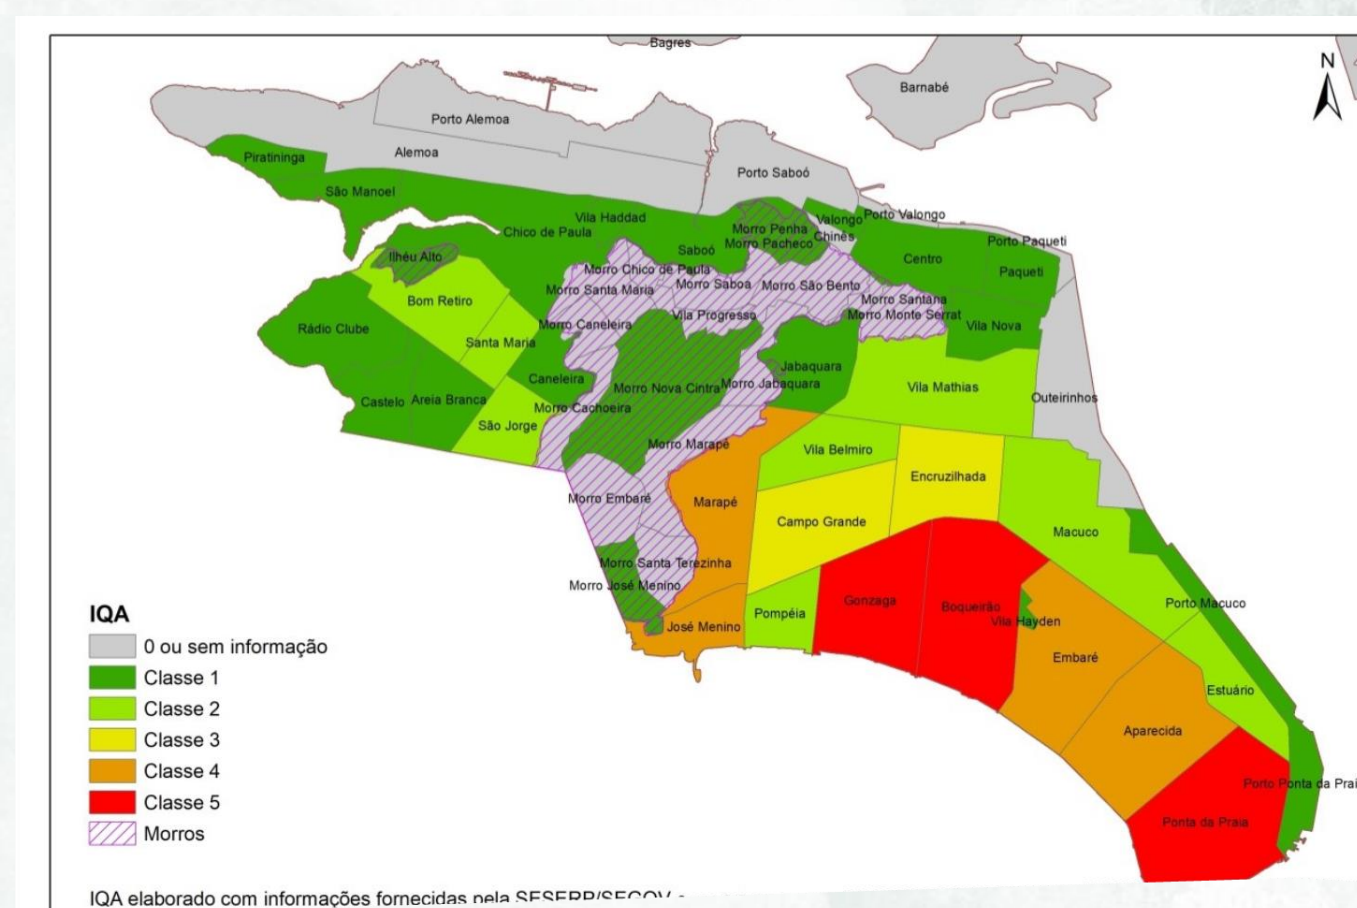 Bagres
N
Barnabé
Porto Alemoa
Alemoa
Piratininga
Porto Saboó
São Manoel
Vila Haddad
Valongo
Porto Valongo
Chico de Paula
Morro Penha
Chinês
Morro Pacheco
Porto Paqueti
Saboó
Ilhéu Alto
Centro
Paqueti
Morro Chico de Paula
Morro Santa Maria
Morro Saboa
Morro São Bento
Bom Retiro
Morro Santana
Vila Progresso
Morro Monte Serrat
Rádio Clube
Morro Caneleira
Vila Nova
Santa Maria
Jabaquara
Caneleira
Morro Nova Cintra
Morro Jabaquara
Vila Mathias
Castelo
Areia Branca
Morro Cachoeira
Outeirinhos
São Jorge
Morro Marapé
Vila Belmiro
Encruzilhada
Morro Embaré
Marapé
Campo Grande
Macuco
Morro Santa Terezinha
Morro José Menino
Gonzaga
Boqueirão
Porto Macuco
Pompéia
Vila Hayden
José Menino
Embaré
Estuário
Aparecida
Porto Ponta da Prai
Ponta da Praia
IQA
0 ou sem informação
Classe 1
Classe 2
Classe 3
Classe 4
Classe 5
Morros
IQA elaborado com informações fornecidas pela SESERP/SEGOV